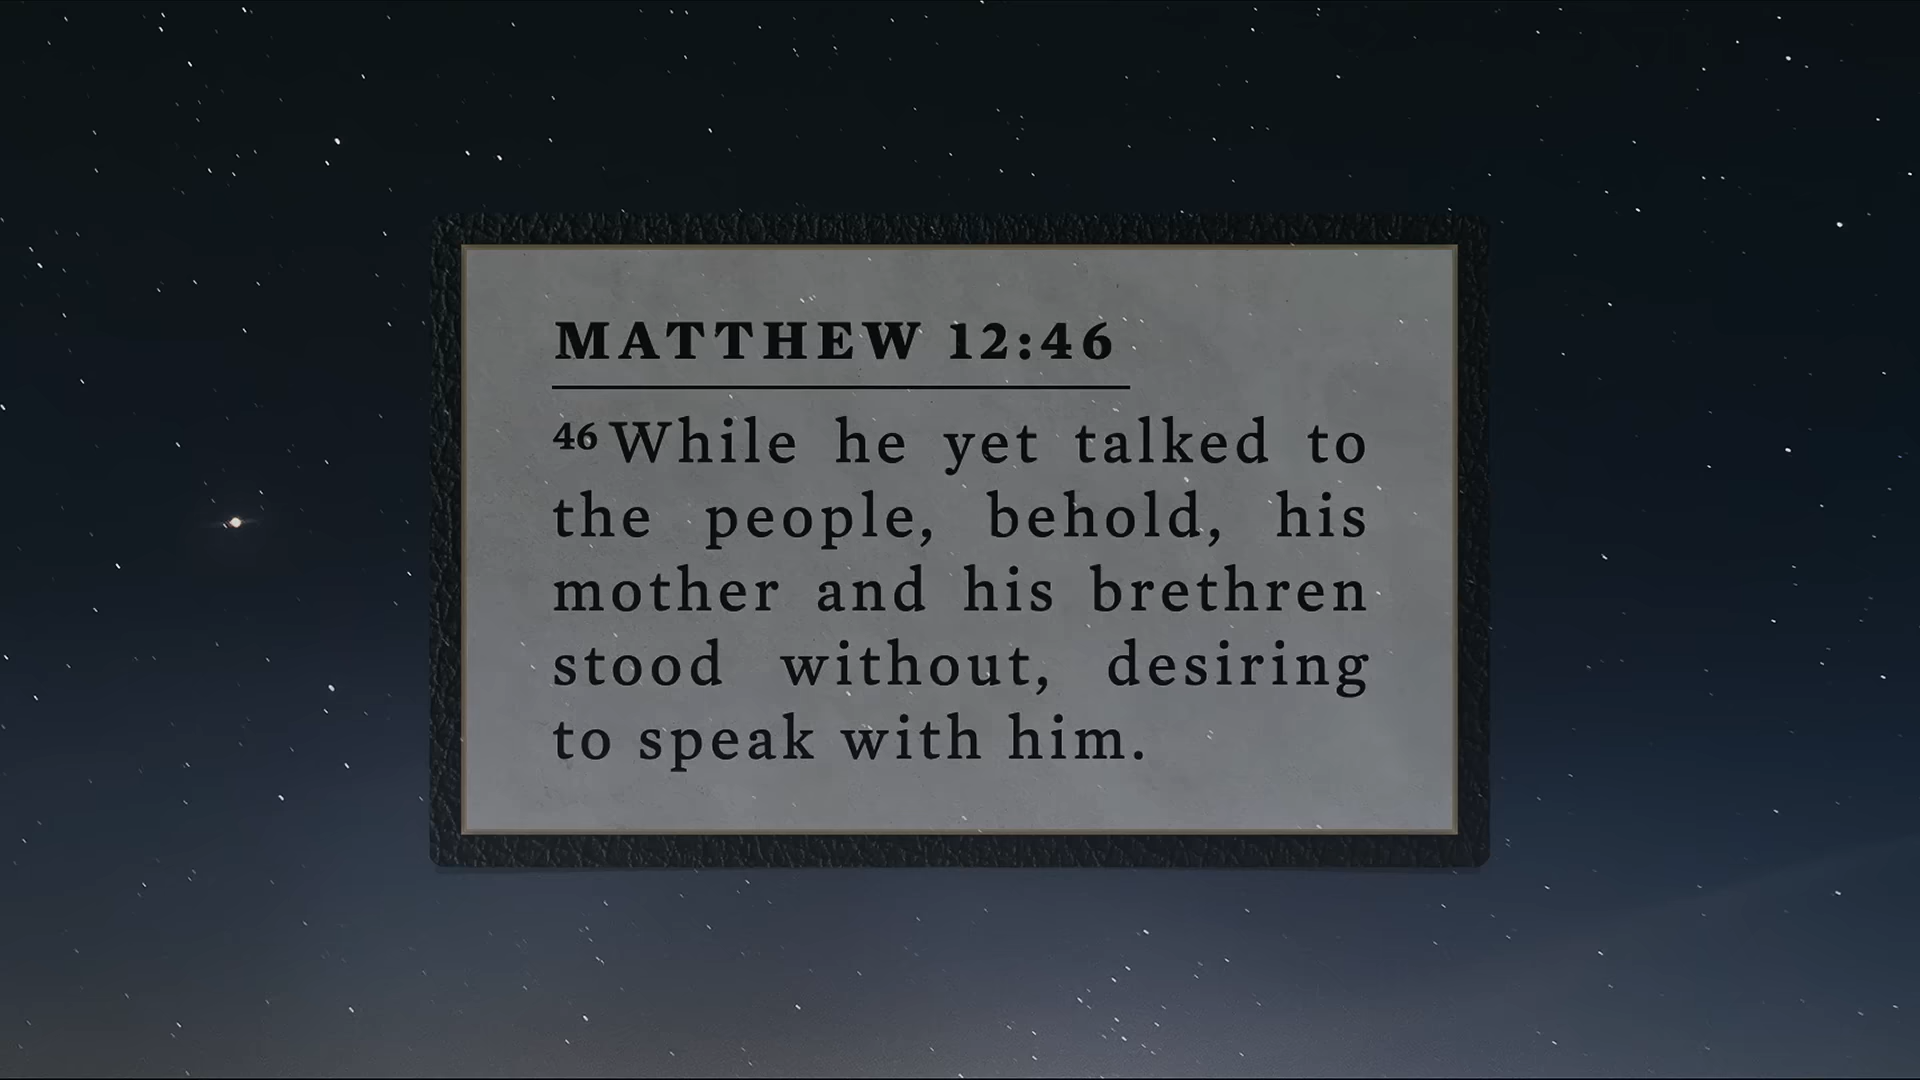 MATTHEW 12:46
46 While he yet talked to
the people, behold, his
mother and his brethren
stood without, desiring
to speak with him.